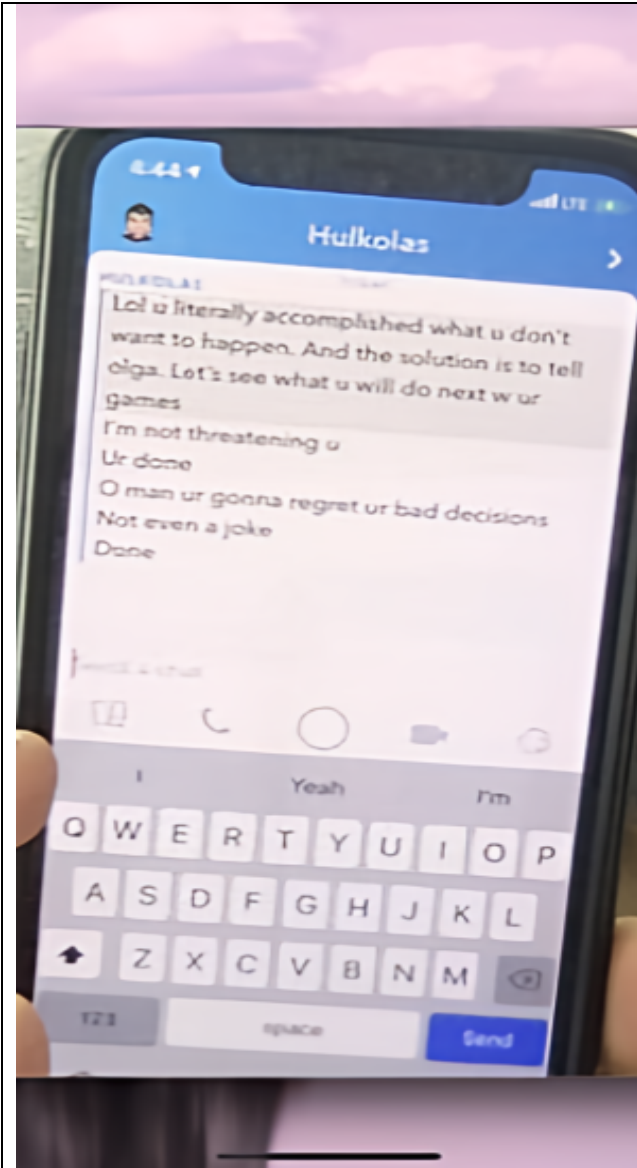 LTE
Hulkolas
HULKOLAS
Lol u literally accomplished what u don't
want to happen. And the solution is to tell
olga. Let's see what u will do next w ur
games
I'm not threatening u
Ur done
O man ur gonna regret ur bad decisions
Not even a joke
Done
I Yeah I'm
Q W E R T Y U I O P
A S D F G H J K L
Z X C V B N M
123 space Send